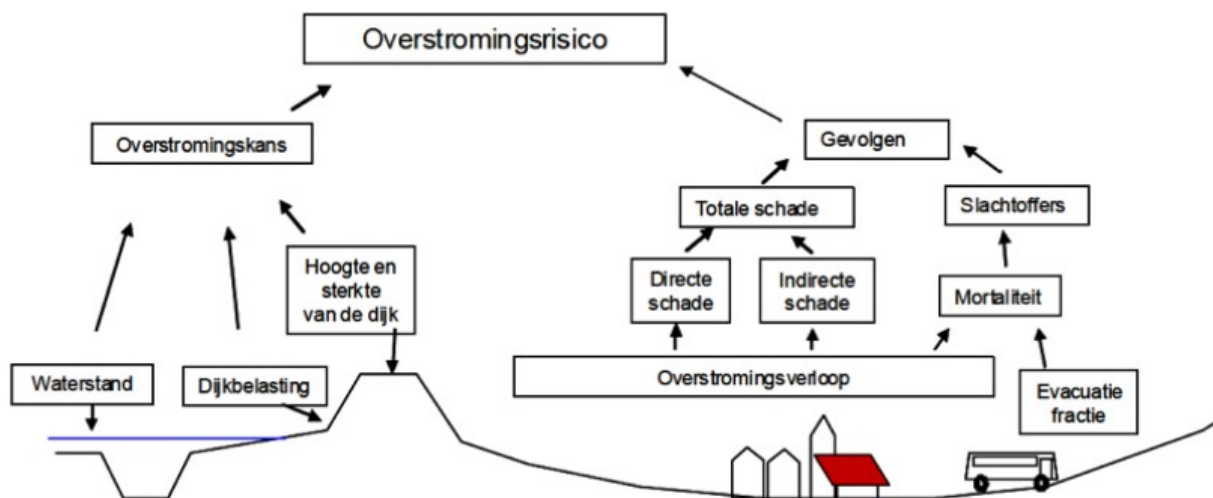 Overstromingsrisico
Overstromingskans
Gevolgen
Totale schade
Slachtoffers
Hoogte en
sterkte
van de dijk
Directe
schade
Indirecte
schade
Mortaliteit
Waterstand
Dijkbelasting
Overstromingsverloop
Evacuatie
fractie